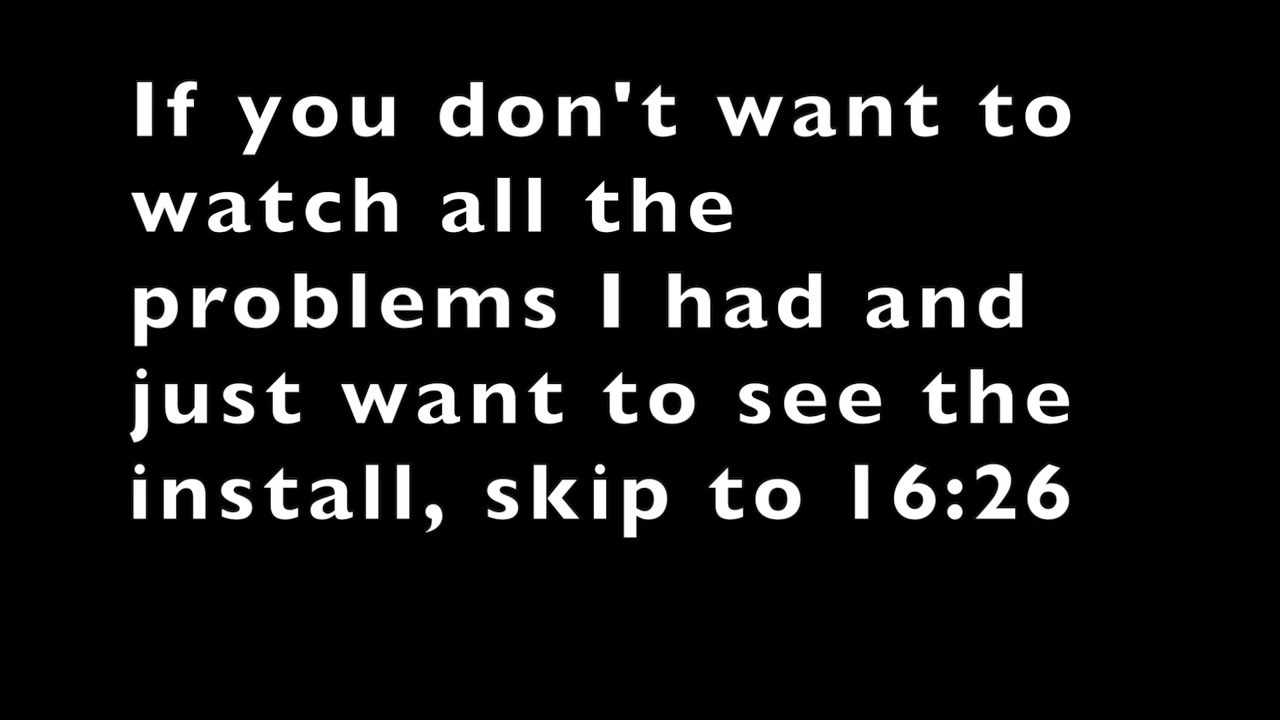 If you don't want to
watch all the
problems I had and
just want to see the
install, skip to 16:26